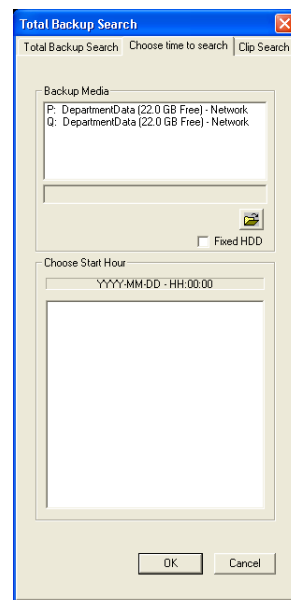 Total Backup Search
Total Backup Search Choose time to search Clip Search
Backup Media
P: DepartmentData (22.0 GB Free) - Network
Q: DepartmentData (22.0 GB Free) - Network
Fixed HDD
Choose Start Hour
YYYY-MM-DD - HH:00:00
OK Cancel